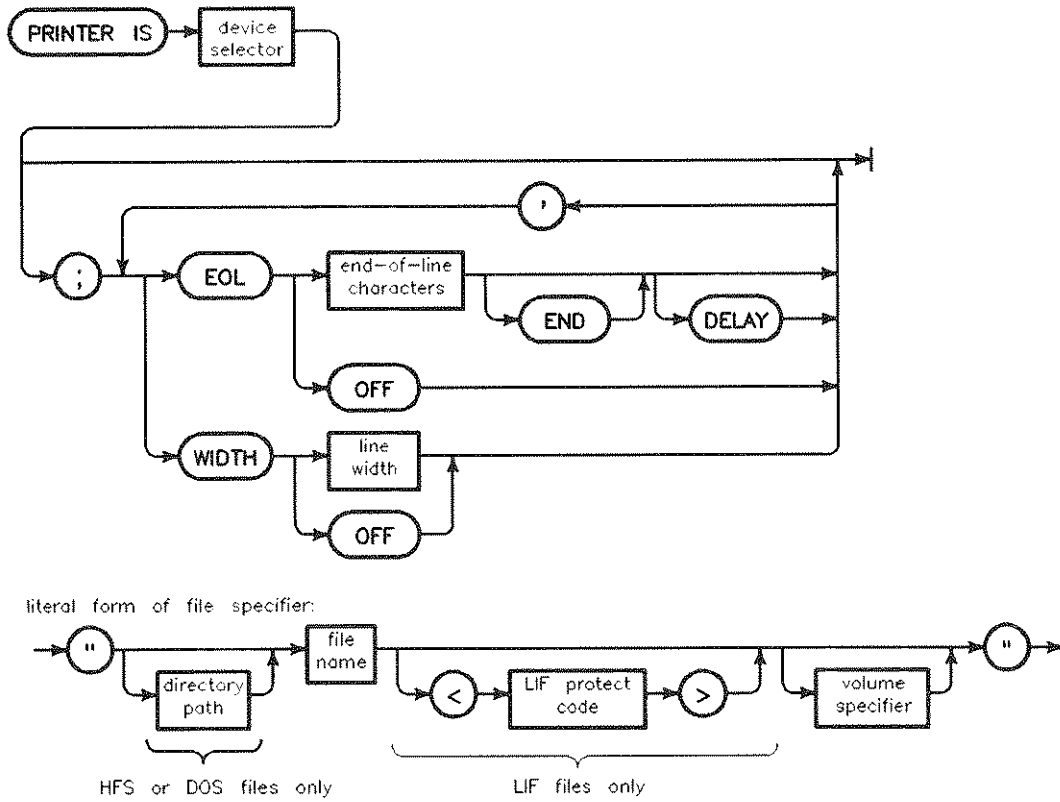 PRINTER IS
device
selector
,
;
EOL
end-of-line
characters
END
DELAY
OFF
WIDTH
line
width
OFF
literal form of file specifier:
"
directory
path
file
name
<
LIF protect
code
>
volume
specifier
"
HFS or DOS files only
LIF files only